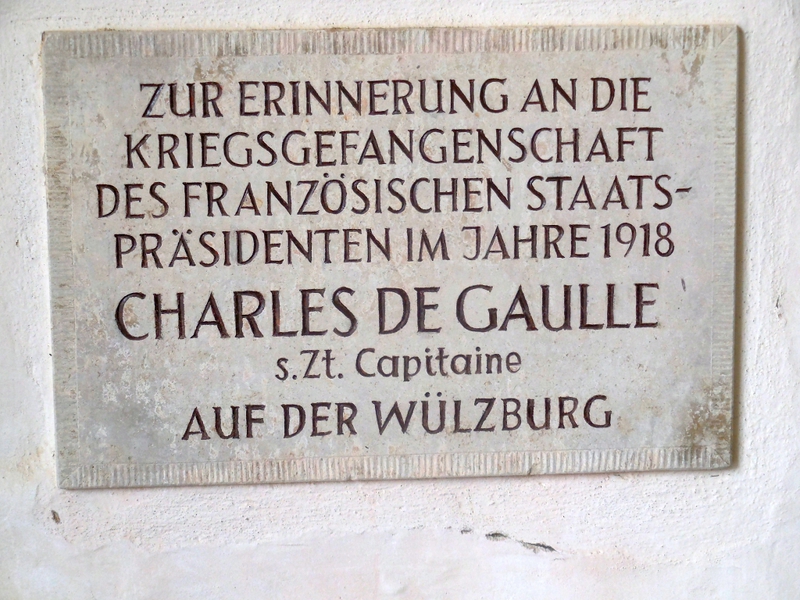 ZUR ERINNERUNG AN DIE
KRIEGSGEFANGENSCHAFT
DES FRANZÖSISCHEN STAATS-
PRÄSIDENTEN IM JAHRE 1918
CHARLES DE GAULLE
s.Zt. Capitaine
AUF DER WÜLZBURG